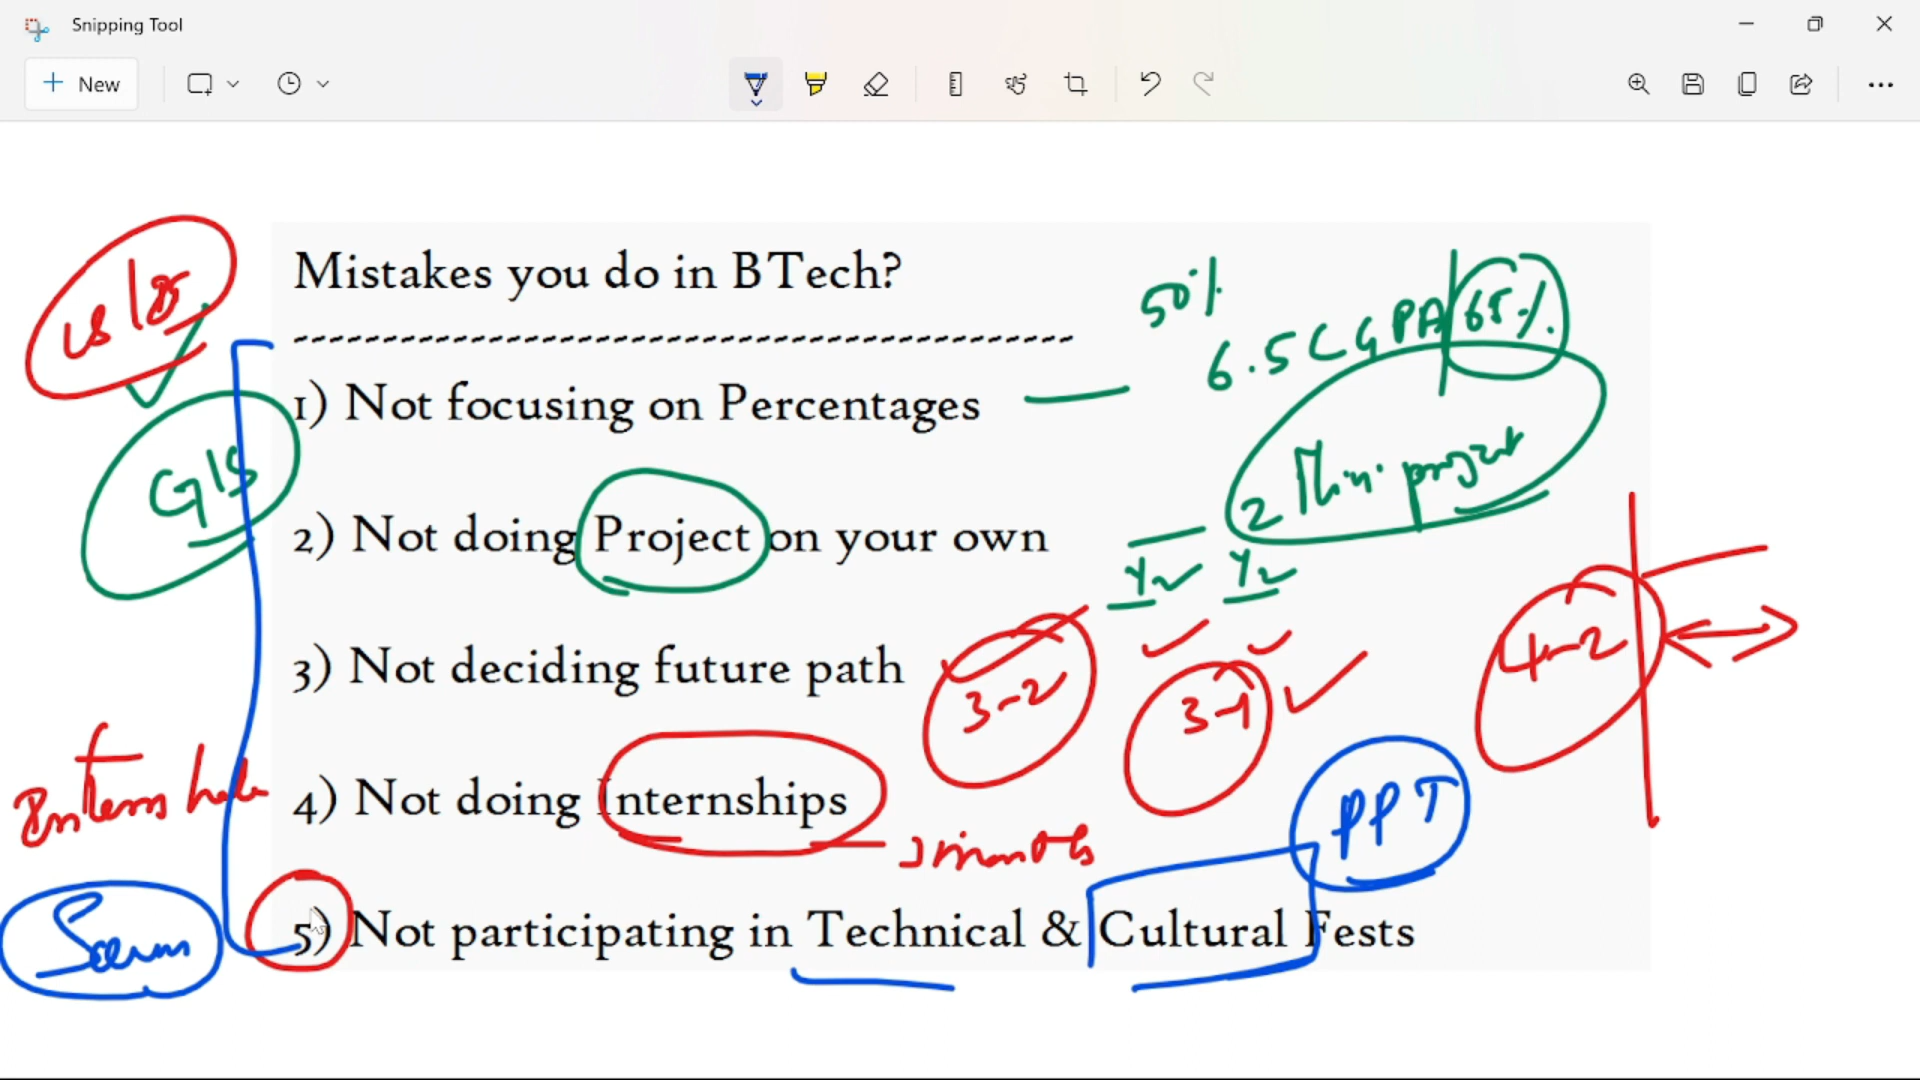 Snipping Tool
New
Mistakes you do in BTech?
-------------------------------------------
50%
6.5 CGPA 65%
1) Not focusing on Percentages
G/S
2 Mini project
2) Not doing Project on your own
3) Not deciding future path
3-2
3-1
4-2
4) Not doing Internships
PPT
months
5) Not participating in Technical & Cultural Fests